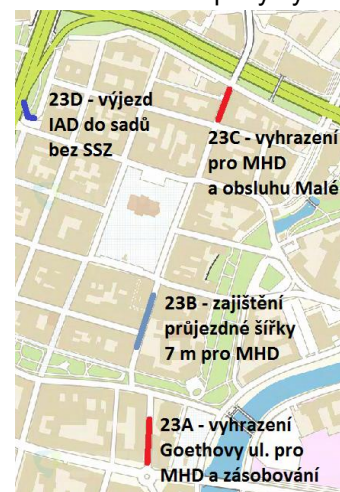 23D - výjezd
IAD do sadů
bez SSZ
23C - vyhrazení
pro MHD
a obsluhu Malé
23B - zajištění
průjezdné šířky
7 m pro MHD
23A - vyhrazení
Goethovy ul. pro
MHD a zásobování